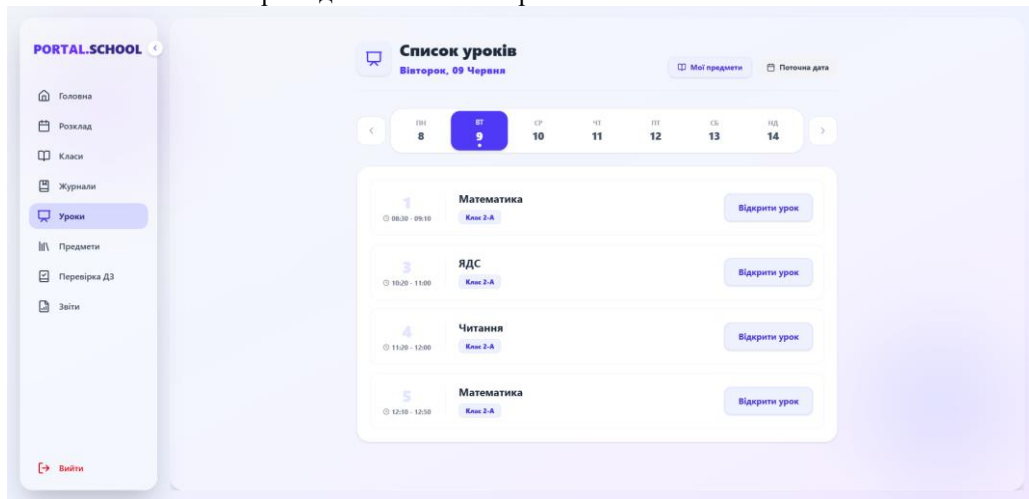 PORTAL.SCHOOL
Головна
Розклад
Класи
Журнали
Уроки
Предмети
Перевірка ДЗ
Звіти
Вийти
Список уроків
Вівторок, 09 Червня
Мої предмети
Поточна дата
ПН ВТ СР ЧТ ПТ СБ НД
8 9 10 11 12 13 14
1 Математика
08:30 - 09:10 Клас 2-А
Відкрити урок
3 ЯДС
10:20 - 11:00 Клас 2-А
Відкрити урок
4 Читання
11:20 - 12:00 Клас 2-А
Відкрити урок
5 Математика
12:10 - 12:50 Клас 2-А
Відкрити урок